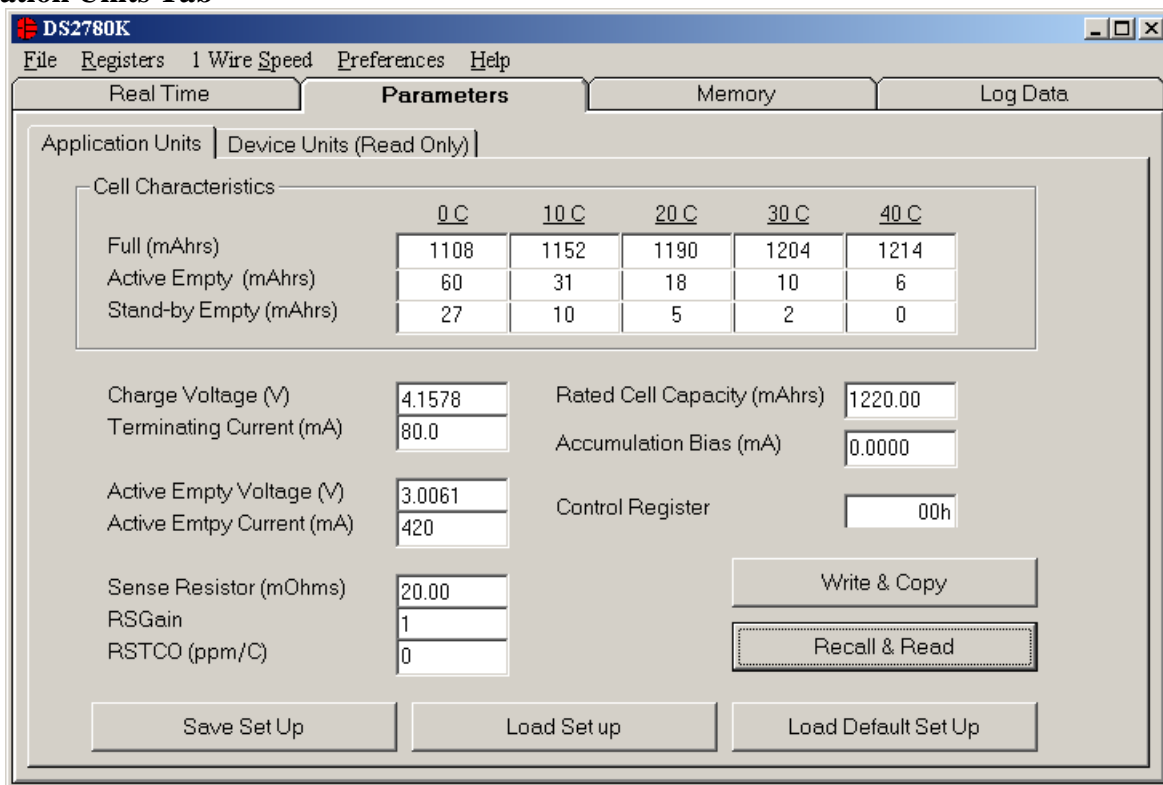 ation Units Tab
DS2780K
File Registers 1 Wire Speed Preferences Help
Real Time Parameters Memory Log Data
Application Units Device Units (Read Only)
Cell Characteristics
0 C 10 C 20 C 30 C 40 C
Full (mAhrs) 1108 1152 1190 1204 1214
Active Empty (mAhrs) 60 31 18 10 6
Stand-by Empty (mAhrs) 27 10 5 2 0
Charge Voltage (V) 4.1578 Rated Cell Capacity (mAhrs) 1220.00
Terminating Current (mA) 80.0
Accumulation Bias (mA) 0.0000
Active Empty Voltage (V) 3.0061
Control Register 00h
Active Emtpy Current (mA) 420
Sense Resistor (mOhms) 20.00
Write & Copy
RSGain 1
RSTCO (ppm/C) 0
Recall & Read
Save Set Up Load Set up Load Default Set Up